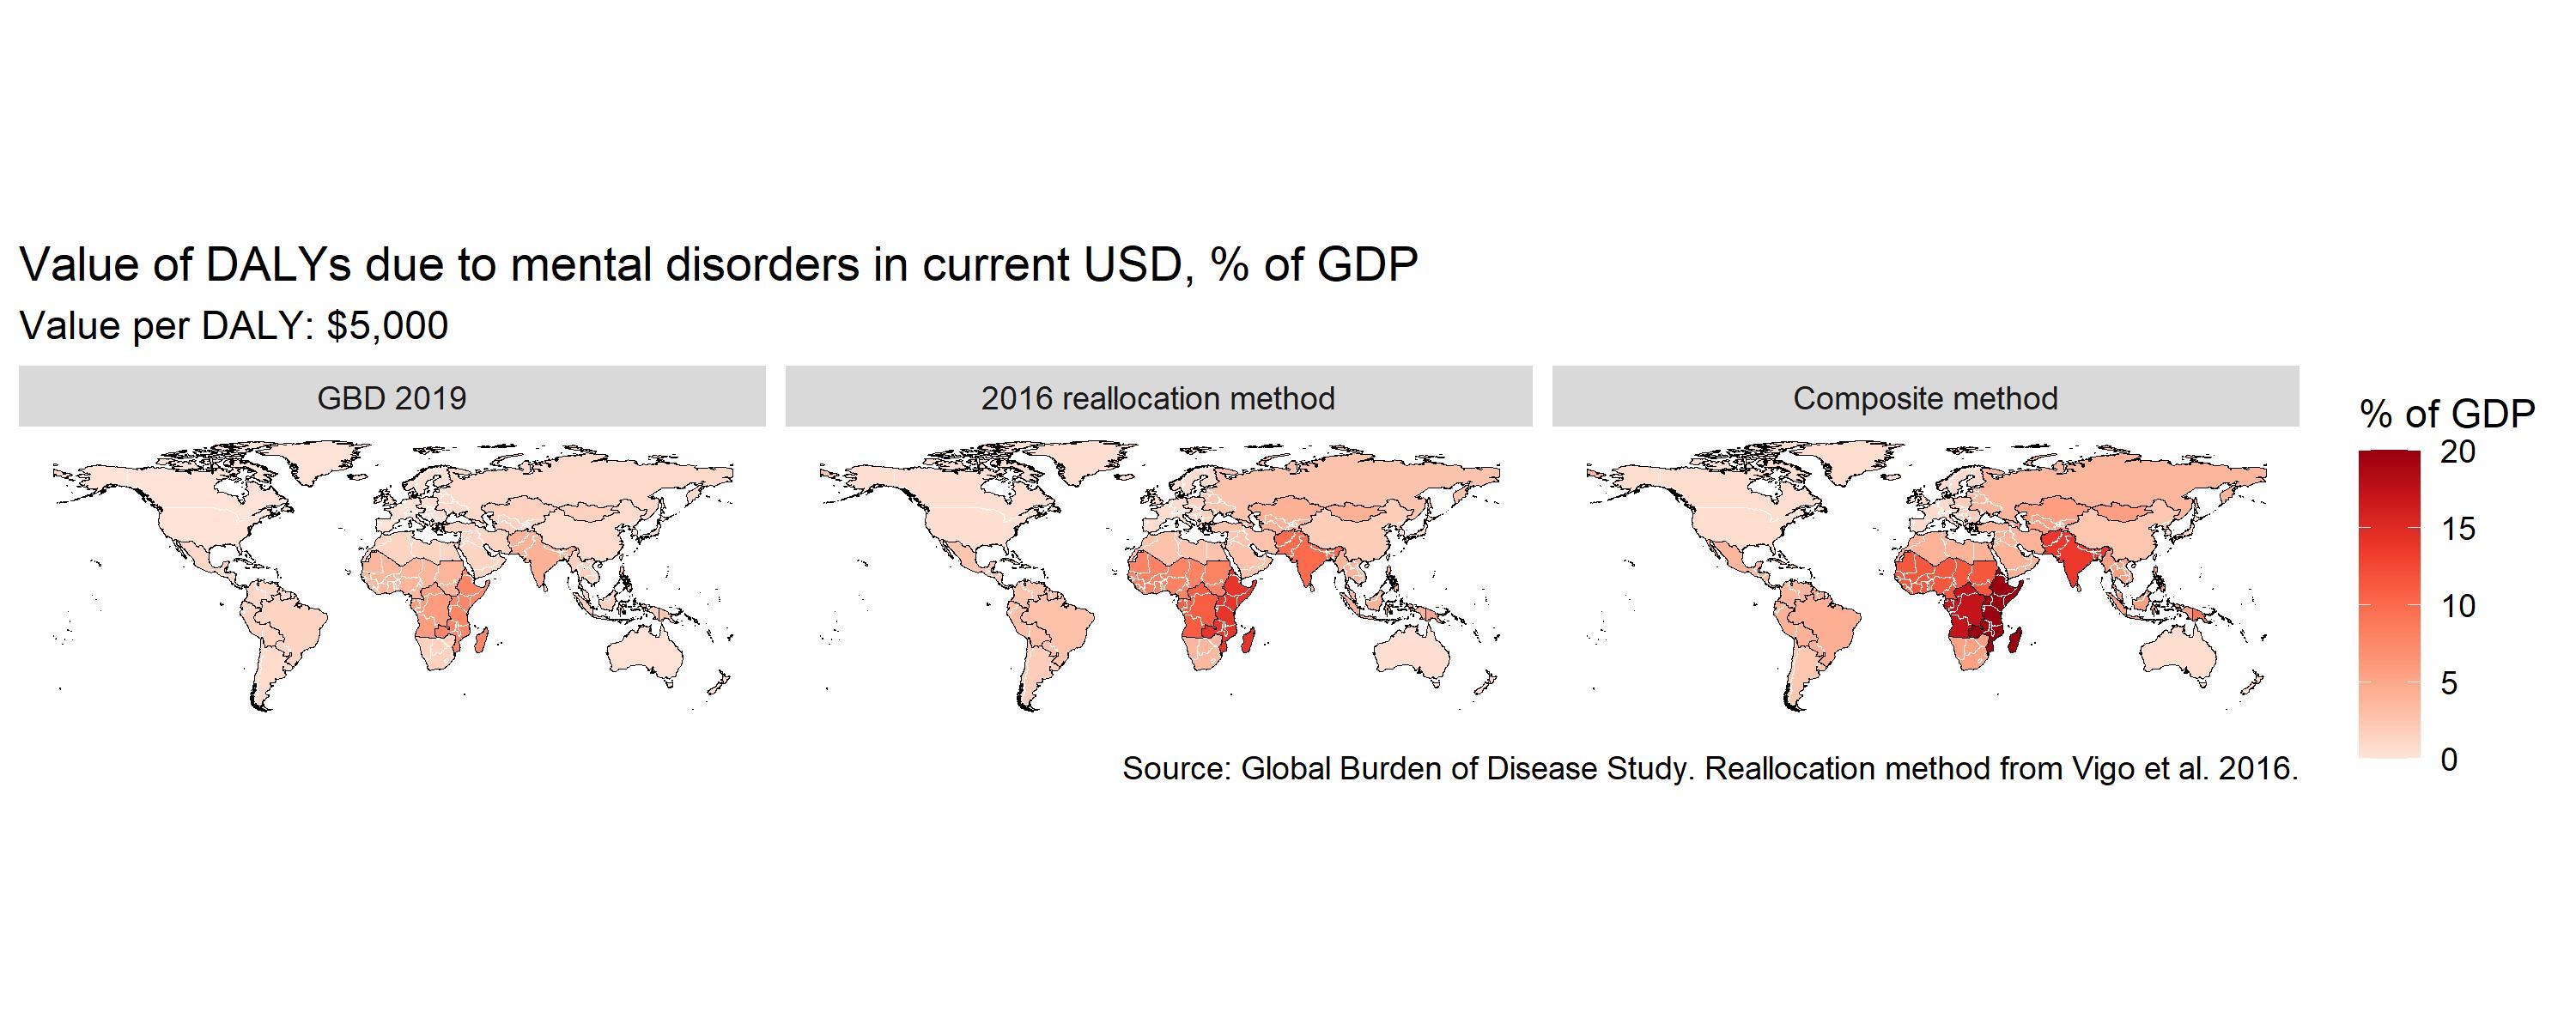 Value of DALYs due to mental disorders in current USD, % of GDP
Value per DALY: $5,000
GBD 2019
2016 reallocation method
Composite method
% of GDP
20
15
10
5
0
Source: Global Burden of Disease Study. Reallocation method from Vigo et al. 2016.